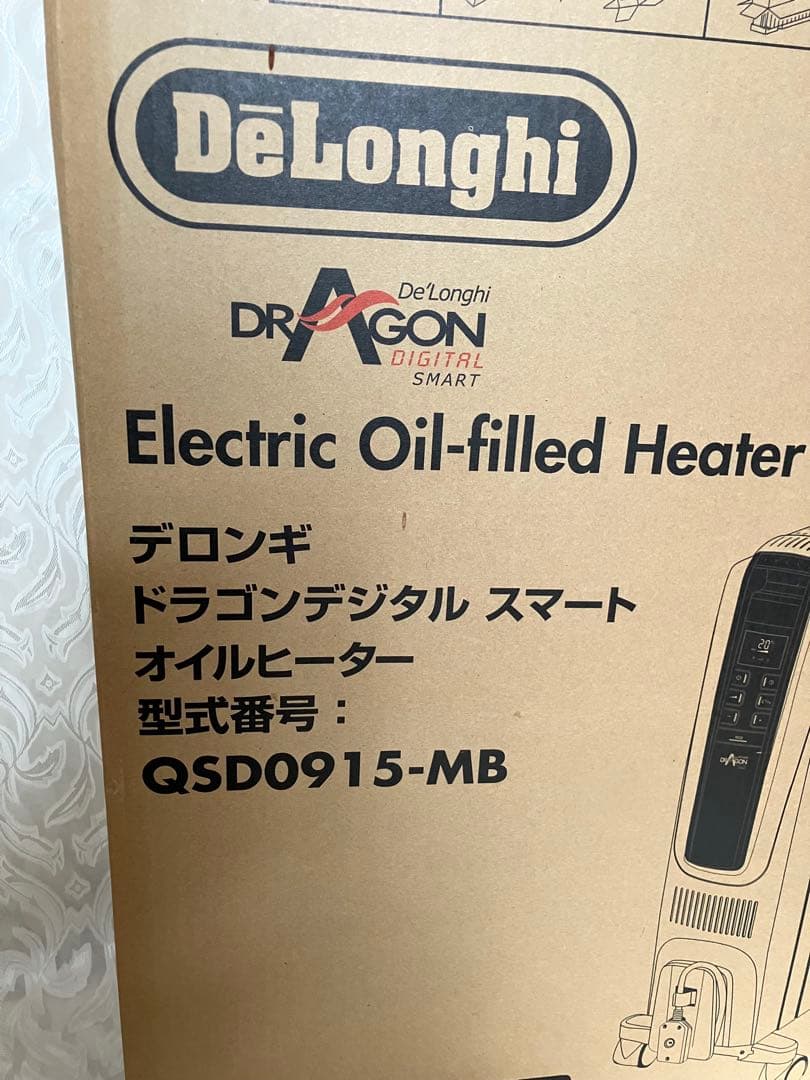 DēLonghi
De'Longhi
DRAGON
DIGITAL
SMART
Electric Oil-filled Heater
デロンギ
ドラゴンデジタル スマート
オイルヒーター
型式番号：
QSD0915-MB
20
DRAGON